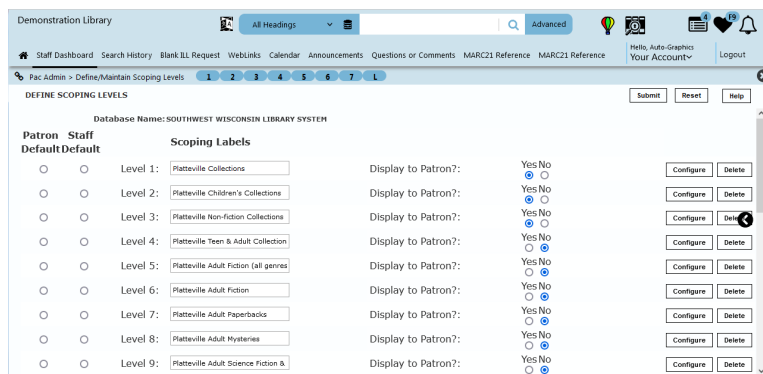 Demonstration Library
All Headings
Advanced
4
F9
Staff Dashboard Search History Blank ILL Request WebLinks Calendar Announcements Questions or Comments MARC21 Reference MARC21 Reference
Hello, Auto-Graphics
Your Account
Logout
Pac Admin > Define/Maintain Scoping Levels 1 2 3 4 5 6 7 L
DEFINE SCOPING LEVELS
Submit Reset Help
Database Name: SOUTHWEST WISCONSIN LIBRARY SYSTEM
Patron Default Staff Default Scoping Labels
Level 1: Platteville Collections Display to Patron?: Yes No Configure Delete
Level 2: Platteville Children's Collections Display to Patron?: Yes No Configure Delete
Level 3: Platteville Non-fiction Collections Display to Patron?: Yes No Configure Dele
Level 4: Platteville Teen & Adult Collection Display to Patron?: Yes No Configure Delete
Level 5: Platteville Adult Fiction (all genres Display to Patron?: Yes No Configure Delete
Level 6: Platteville Adult Fiction Display to Patron?: Yes No Configure Delete
Level 7: Platteville Adult Paperbacks Display to Patron?: Yes No Configure Delete
Level 8: Platteville Adult Mysteries Display to Patron?: Yes No Configure Delete
Level 9: Platteville Adult Science Fiction & Display to Patron?: Yes No Configure Delete